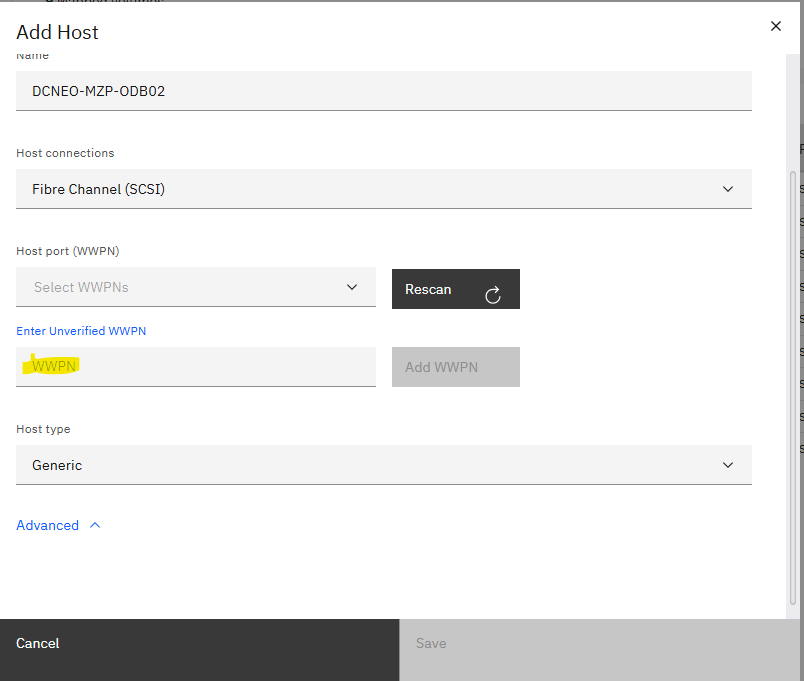 Add Host
Name
DCNEO-MZP-ODB02
Host connections
Fibre Channel (SCSI)
Host port (WWPN)
Select WWPNs
Rescan
Enter Unverified WWPN
WWPN
Add WWPN
Host type
Generic
Advanced
Cancel
Save